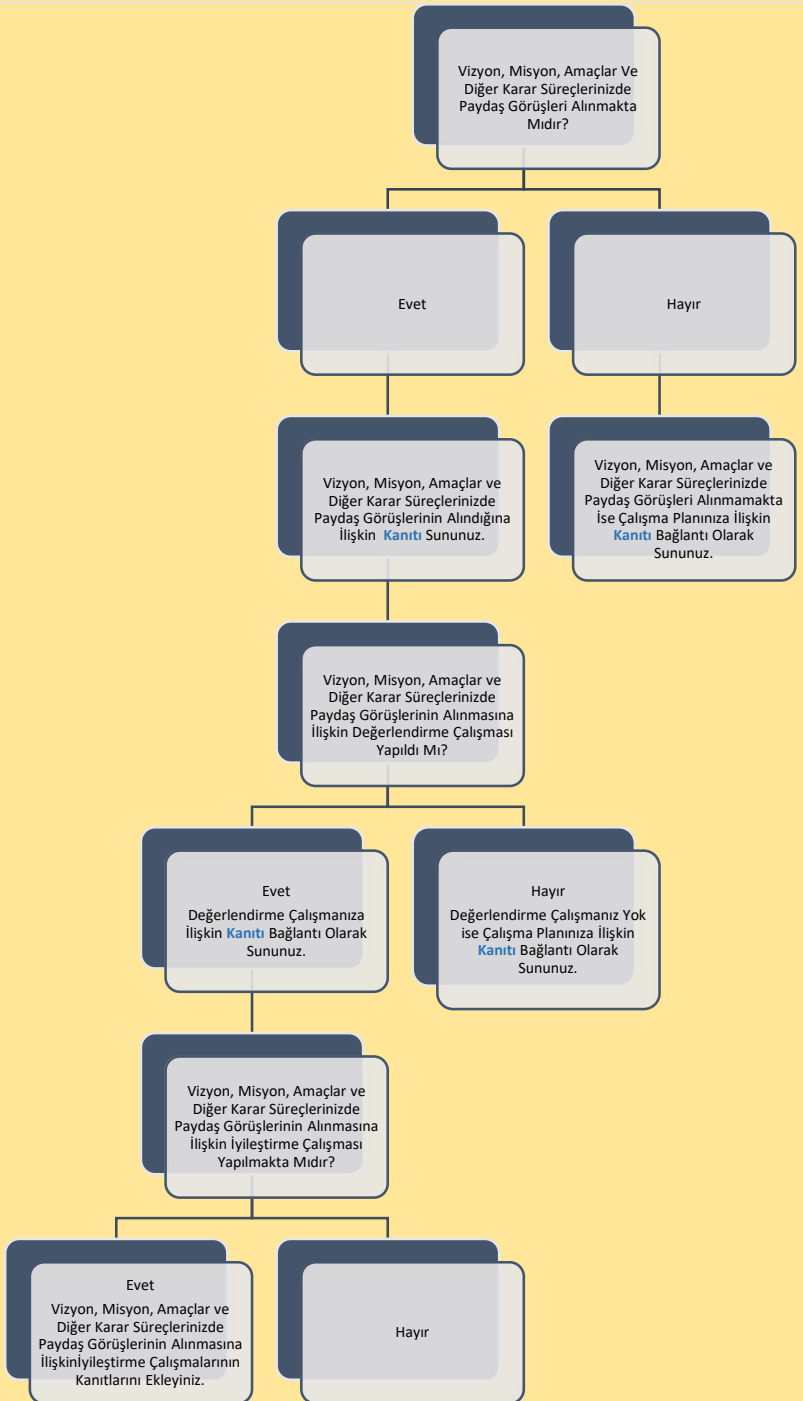 Vizyon, Misyon, Amaçlar Ve
Diğer Karar Süreçlerinizde
Paydaş Görüşleri Alınmakta
Mıdır?
Evet
Hayır
Vizyon, Misyon, Amaçlar ve
Diğer Karar Süreçlerinizde
Paydaş Görüşlerinin Alındığına
İlişkin Kanıtı Sununuz.
Vizyon, Misyon, Amaçlar ve
Diğer Karar Süreçlerinizde
Paydaş Görüşleri Alınmamakta
İse Çalışma Planınıza İlişkin
Kanıtı Bağlantı Olarak
Sununuz.
Vizyon, Misyon, Amaçlar ve
Diğer Karar Süreçlerinizde
Paydaş Görüşlerinin Alınmasına
İlişkin Değerlendirme Çalışması
Yapıldı Mı?
Evet
Değerlendirme Çalışmanıza
İlişkin Kanıtı Bağlantı Olarak
Sununuz.
Hayır
Değerlendirme Çalışmanız Yok
ise Çalışma Planınıza İlişkin
Kanıtı Bağlantı Olarak
Sununuz.
Vizyon, Misyon, Amaçlar ve
Diğer Karar Süreçlerinizde
Paydaş Görüşlerinin Alınmasına
İlişkin İyileştirme Çalışması
Yapılmakta Mıdır?
Evet
Vizyon, Misyon, Amaçlar ve
Diğer Karar Süreçlerinizde
Paydaş Görüşlerinin Alınmasına
İlişkinİyileştirme Çalışmalarının
Kanıtlarını Ekleyiniz.
Hayır